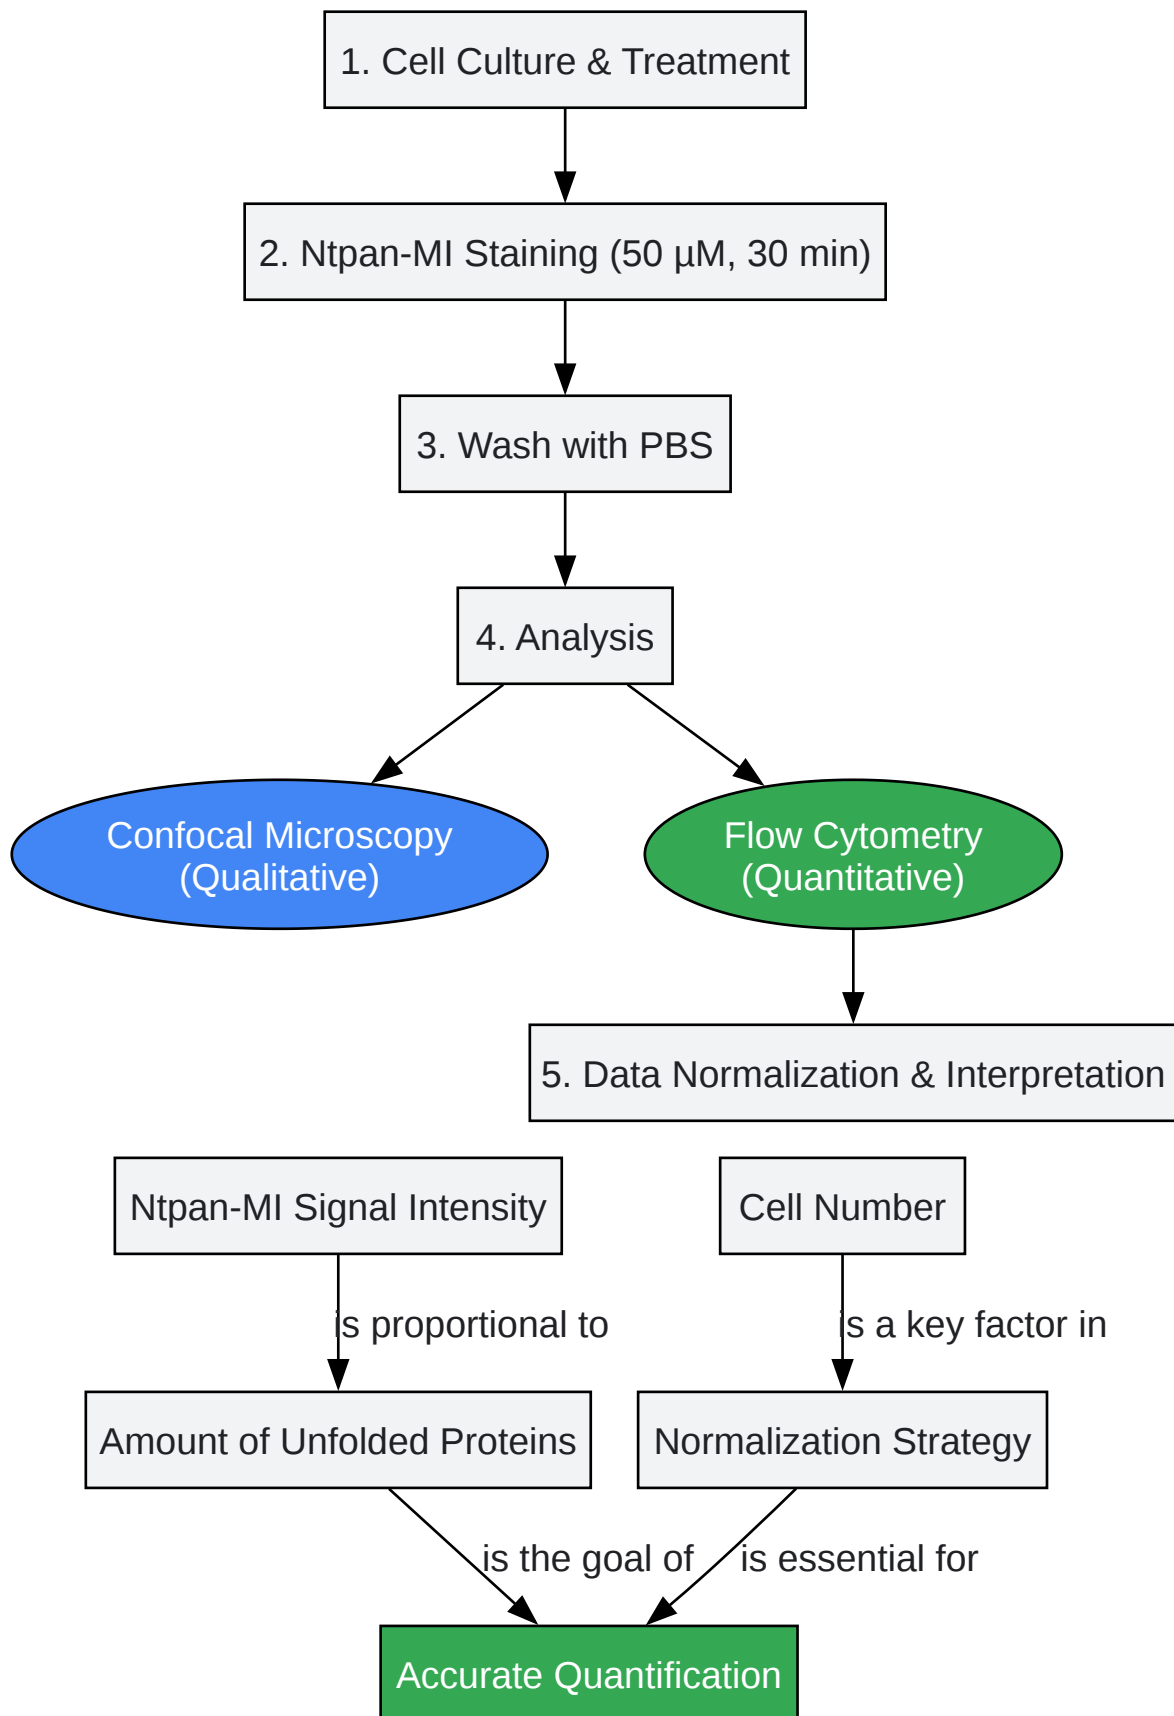 1. Cell Culture & Treatment
2. Ntpan-MI Staining (50 µM, 30 min)
3. Wash with PBS
4. Analysis
Confocal Microscopy
(Qualitative)
Flow Cytometry
(Quantitative)
5. Data Normalization & Interpretation
Ntpan-MI Signal Intensity
Cell Number
is proportional to
is a key factor in
Amount of Unfolded Proteins
Normalization Strategy
is the goal of
is essential for
Accurate Quantification